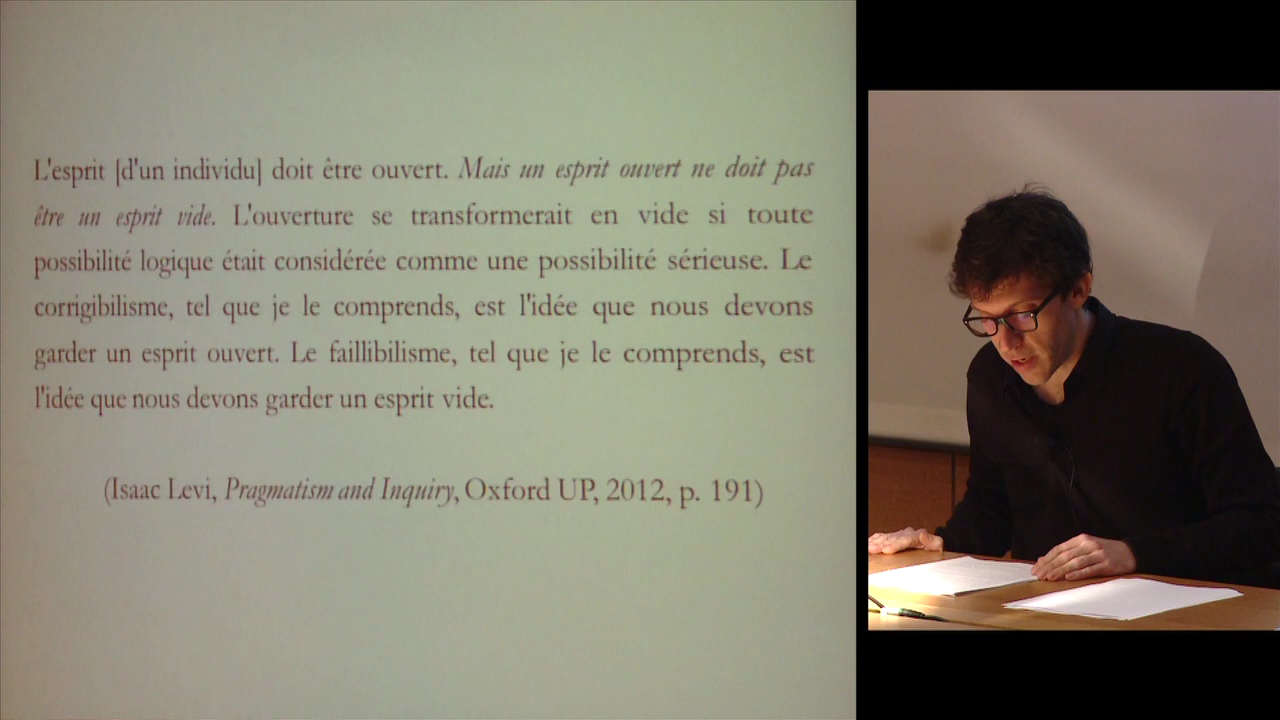 L'esprit [d'un individu] doit être ouvert. Mais un esprit ouvert ne doit pas
être un esprit vide. L'ouverture se transformerait en vide si toute
possibilité logique était considérée comme une possibilité sérieuse. Le
corrigibilisme, tel que je le comprends, est l'idée que nous devons
garder un esprit ouvert. Le faillibilisme, tel que je le comprends, est
l'idée que nous devons garder un esprit vide.
(Isaac Levi, Pragmatism and Inquiry, Oxford UP, 2012, p. 191)